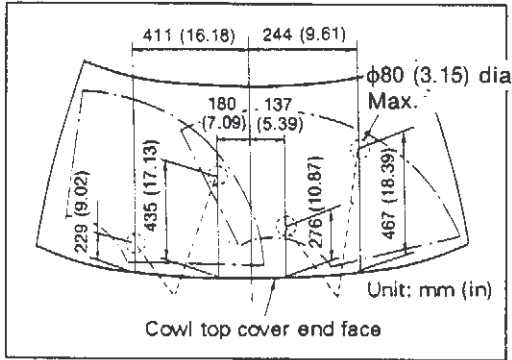 411 (16.18) 244 (9.61)
ϕ80 (3.15) dia
Max.
180 137
(7.09) (5.39)
229 (9.02)
435 (17.13)
276 (10.87)
467 (18.39)
Unit: mm (in)
Cowl top cover end face